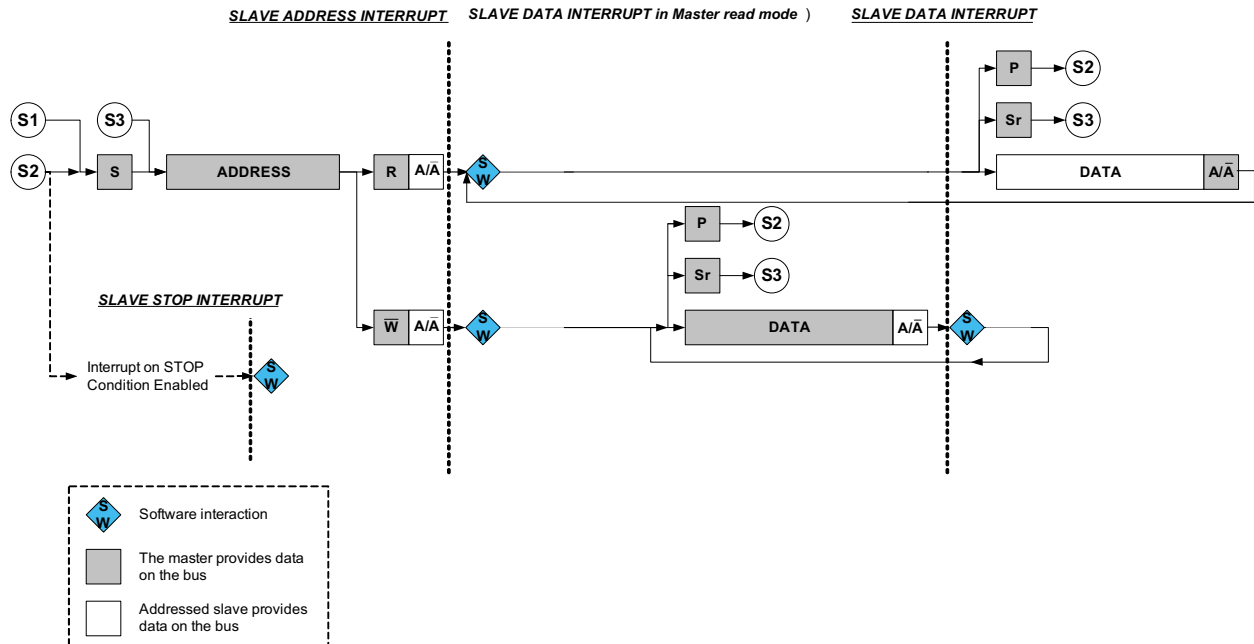 SLAVE ADDRESS INTERRUPT SLAVE DATA INTERRUPT in Master read mode ) SLAVE DATA INTERRUPT
P S2
S1 S3 Sr S3
S2 S ADDRESS R A/A̅ S W DATA A/A̅
P S2
Sr S3
SLAVE STOP INTERRUPT
W̅ A/A̅ S W DATA A/A̅ S W
Interrupt on STOP
Condition Enabled
S W
S W Software interaction
The master provides data
on the bus
Addressed slave provides
data on the bus